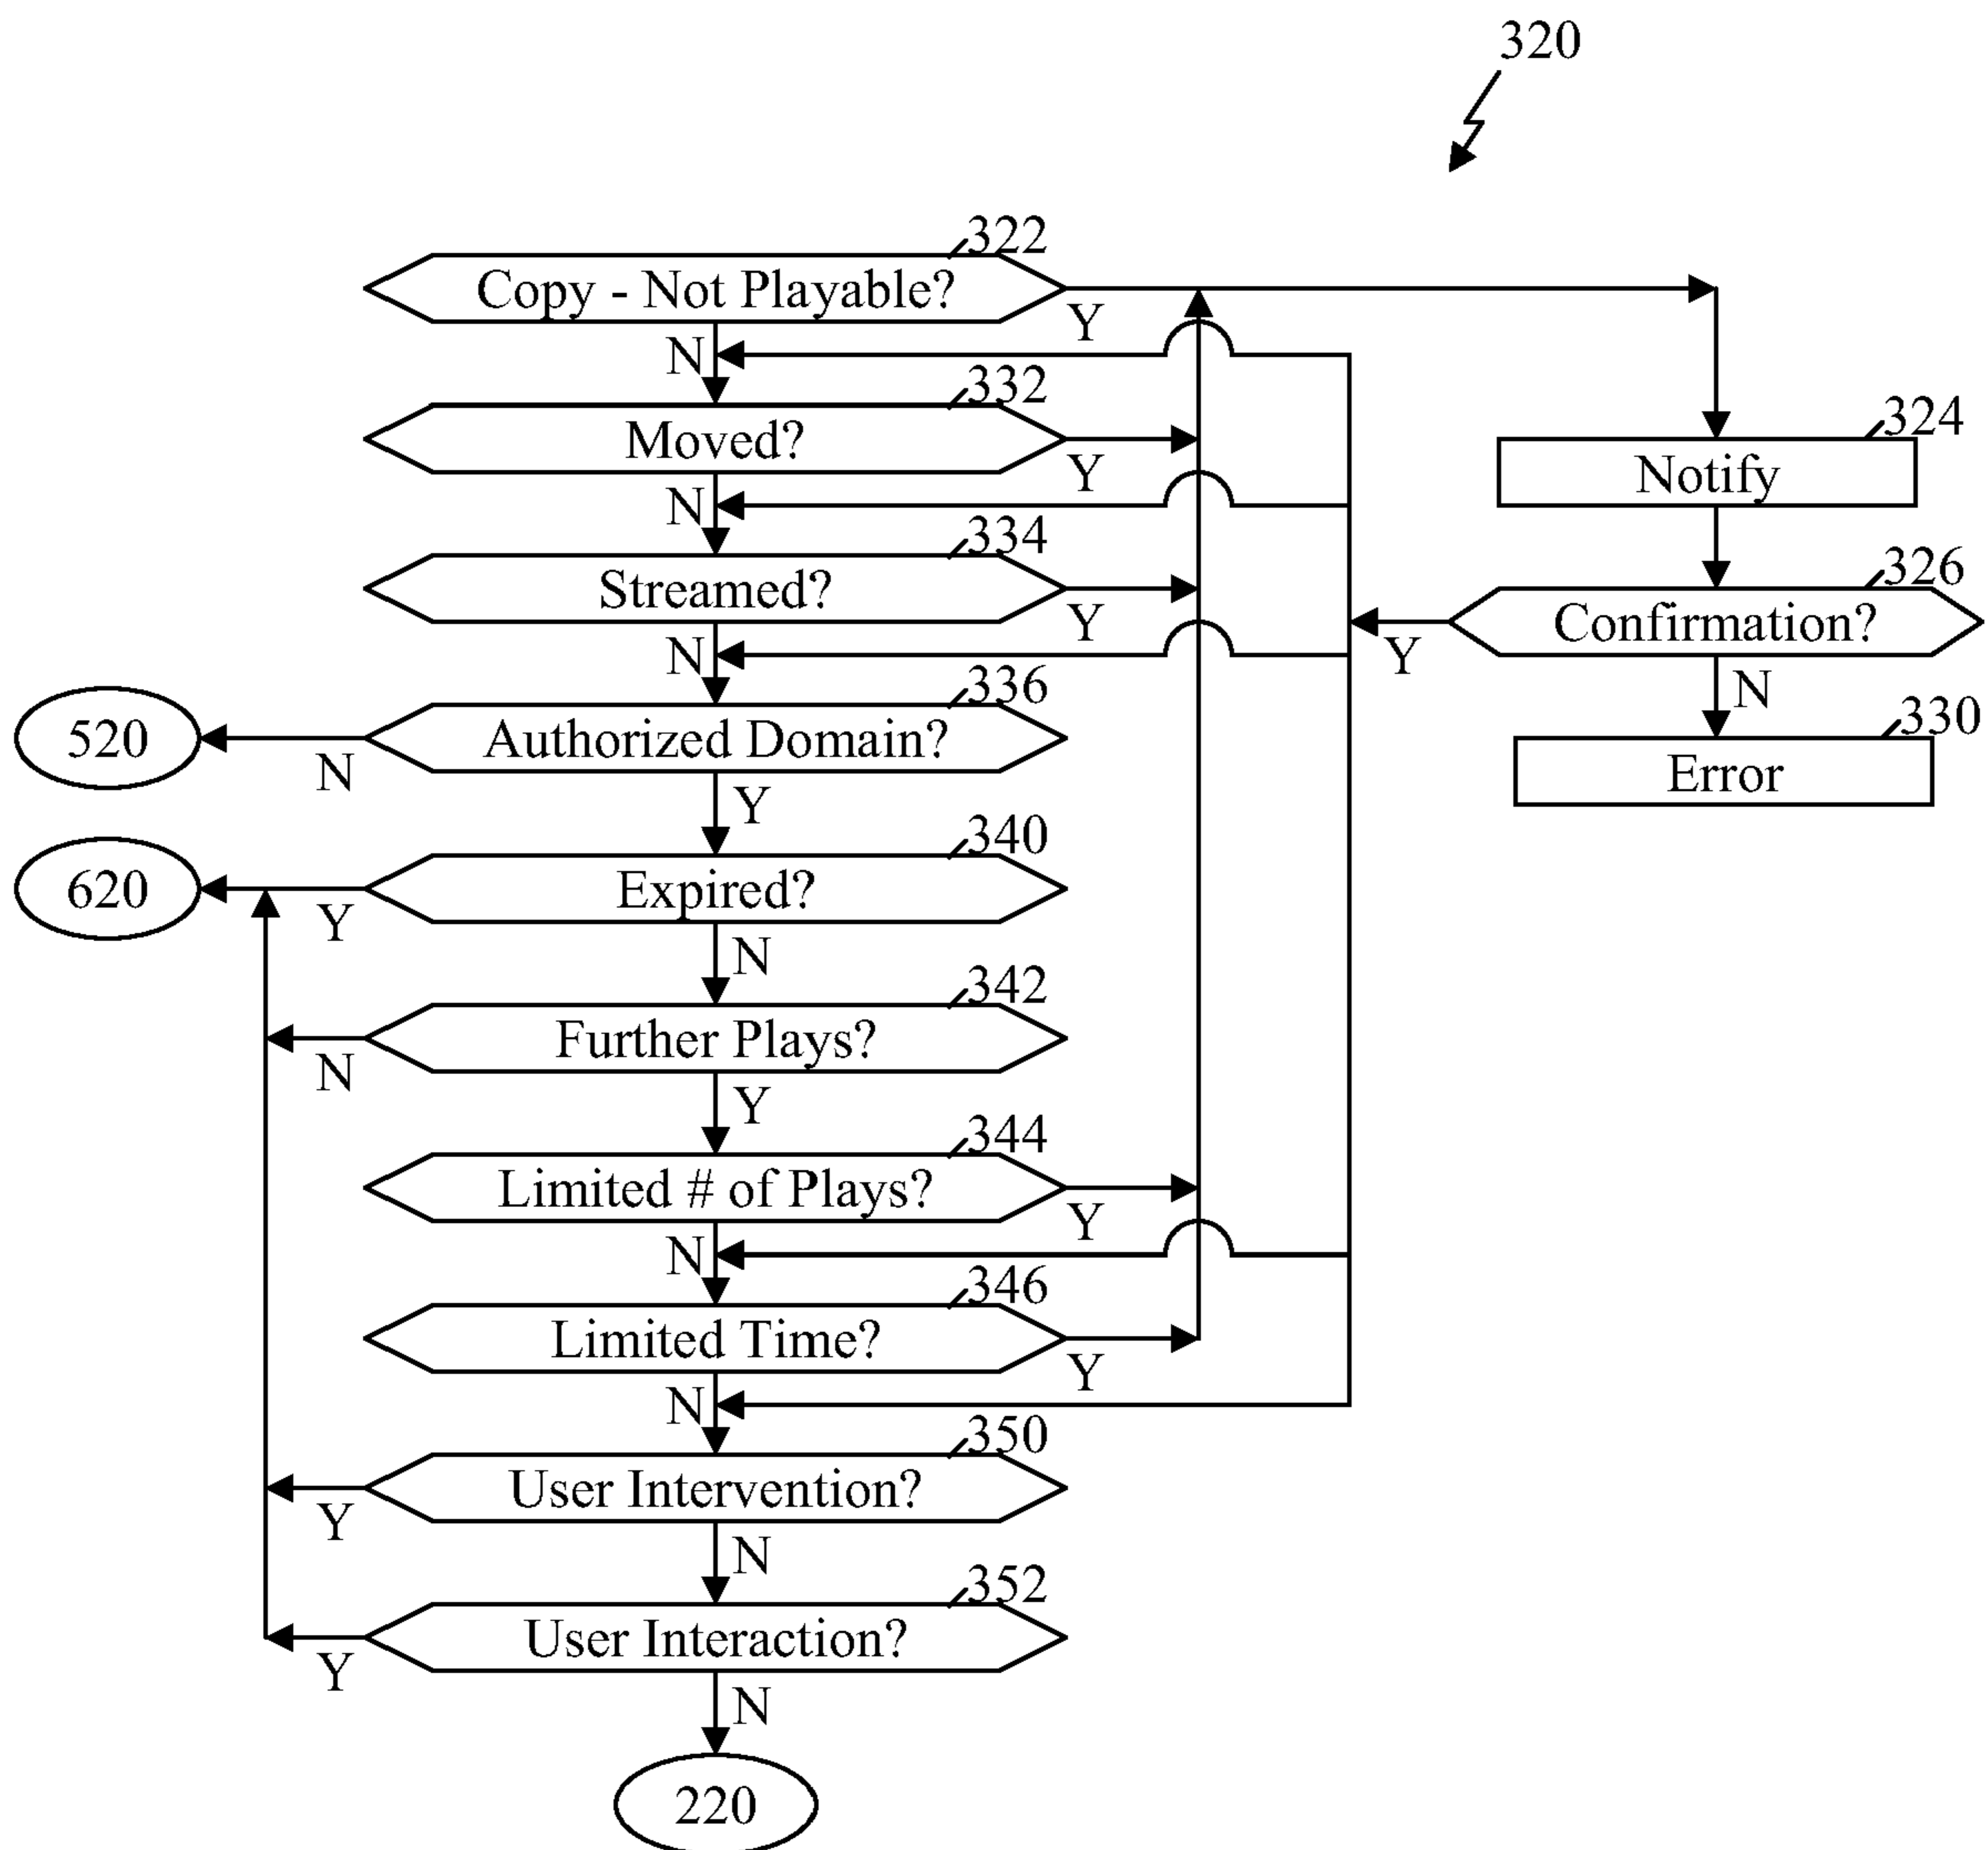 320
322
Copy - Not Playable?
Y
N
332
Moved?
Y
N
324
Notify
334
Streamed?
Y
N
326
Confirmation?
Y
N
336
Authorized Domain?
520
N
Y
330
Error
340
Expired?
620
Y
N
342
Further Plays?
N
Y
344
Limited # of Plays?
Y
N
346
Limited Time?
Y
N
350
User Intervention?
Y
N
352
User Interaction?
Y
N
220